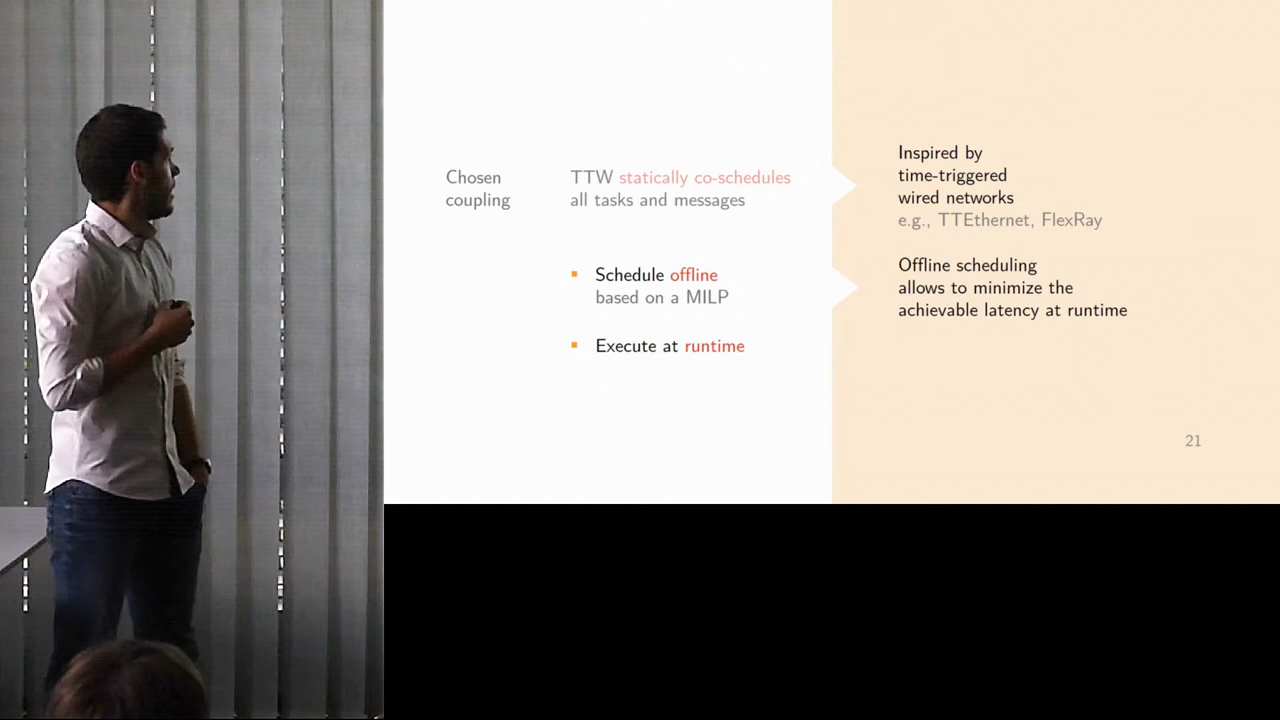 Chosen
coupling
TTW statically co-schedules
all tasks and messages
Schedule offline
based on a MILP
Execute at runtime
Inspired by
time-triggered
wired networks
e.g., TTEthernet, FlexRay
Offline scheduling
allows to minimize the
achievable latency at runtime
21